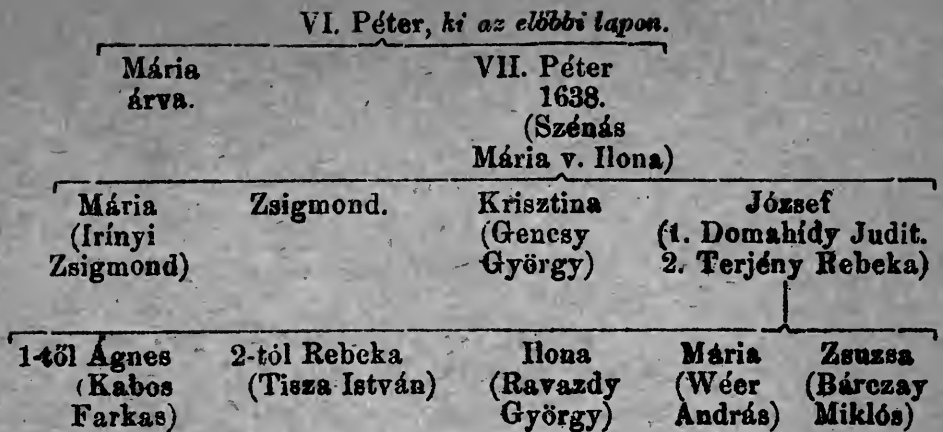 VI. Péter, ki az előbbi lapon.
Mária VII. Péter
árva. 1638.
(Szénás
Mária v. Ilona)
Mária Zsigmond. Krisztina József
(Irínyi (Gencsy (1. Domahídy Judit.
Zsigmond) György) 2. Terjény Rebeka)
1-től Ágnes 2-tól Rebeka Ilona Mária Zsuzsa
(Kabos (Tisza István) (Ravazdy (Wéer (Bárczay
Farkas) György) András) Miklós)